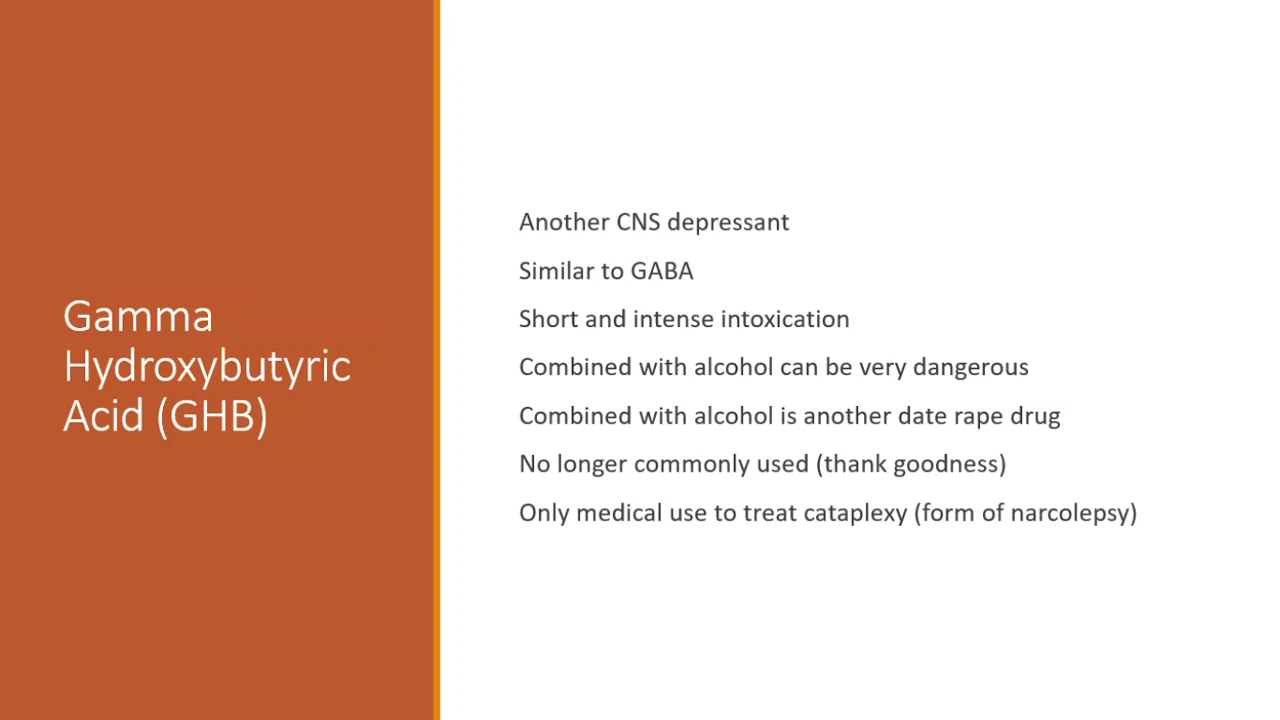 Gamma
Hydroxybutyric
Acid (GHB)
Another CNS depressant
Similar to GABA
Short and intense intoxication
Combined with alcohol can be very dangerous
Combined with alcohol is another date rape drug
No longer commonly used (thank goodness)
Only medical use to treat cataplexy (form of narcolepsy)